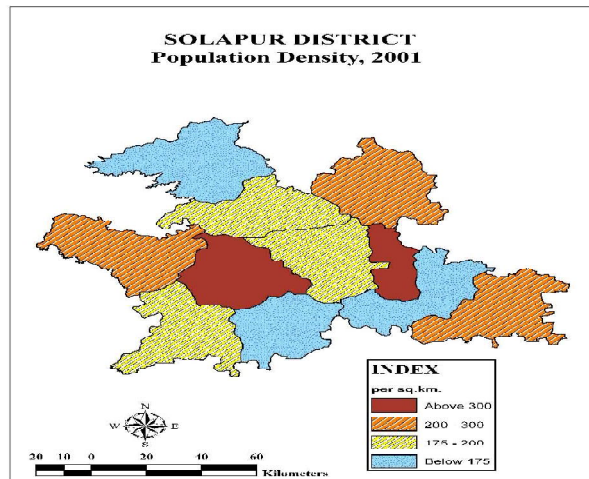 SOLAPUR DISTRICT
Population Density, 2001
INDEX
per sq.km.
Above 300
200 - 300
175 - 200
Below 175
N
W E
S
20 10 0 20 40 60
Kilometers